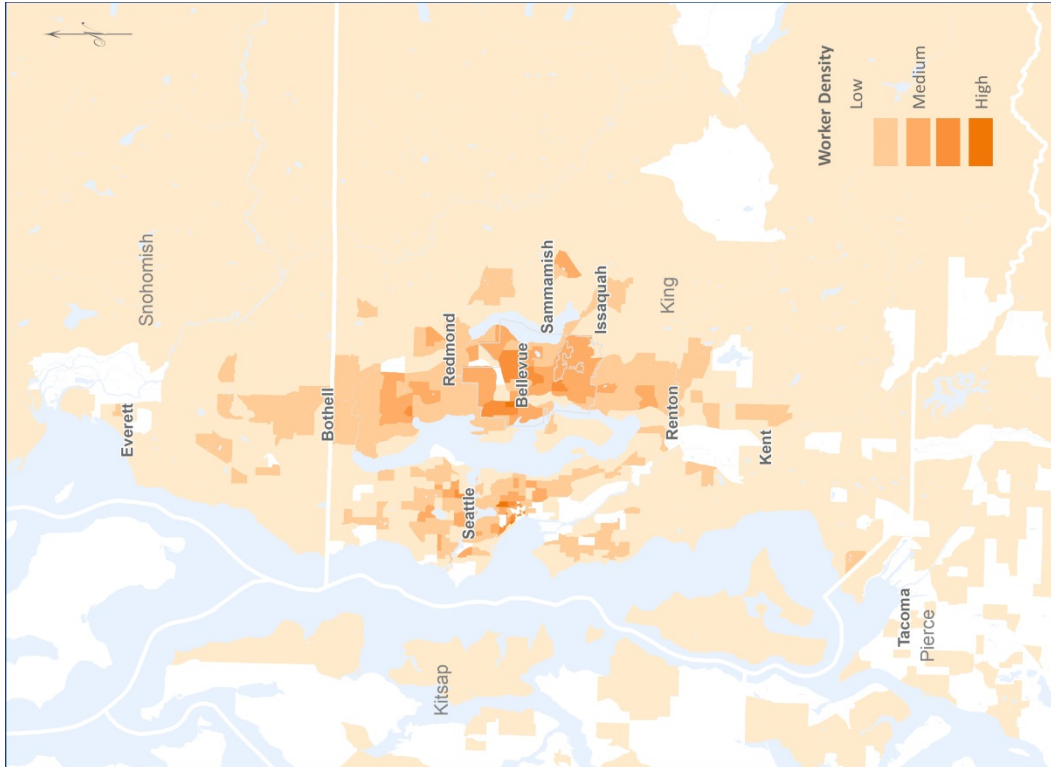 N
Snohomish
Everett
Bothell
Redmond
Seattle
Bellevue
Sammamish
Issaquah
Kitsap
King
Renton
Kent
Tacoma
Pierce
Worker Density
Low
Medium
High